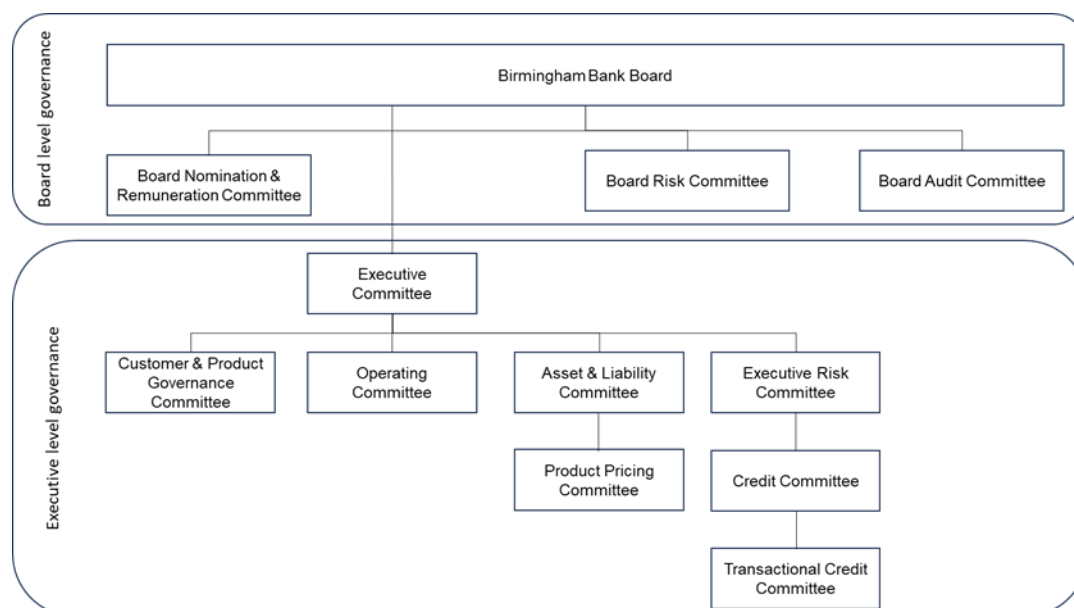 Board level governance
Birmingham Bank Board
Board Nomination &
Remuneration Committee
Board Risk Committee
Board Audit Committee
Executive level governance
Executive
Committee
Customer & Product
Governance
Committee
Operating
Committee
Asset & Liability
Committee
Executive Risk
Committee
Product Pricing
Committee
Credit Committee
Transactional Credit
Committee